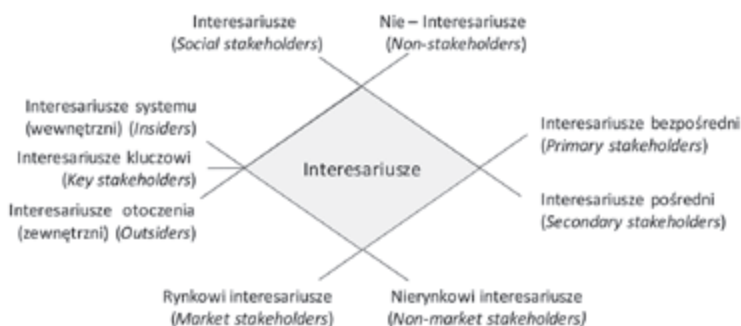 Interesariusze
(Social stakeholders)
Nie – Interesariusze
(Non-stakeholders)
Interesariusze systemu
(wewnętrzni) (Insiders)
Interesariusze kluczowi
(Key stakeholders)
Interesariusze otoczenia
(zewnętrzni) (Outsiders)
Interesariusze
Interesariusze bezpośredni
(Primary stakeholders)
Interesariusze pośredni
(Secondary stakeholders)
Rynkowi interesariusze
(Market stakeholders)
Nierynkowi interesariusze
(Non-market stakeholders)